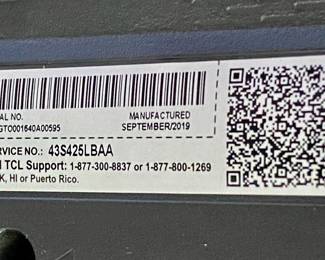 AL NO. MANUFACTURED
GTO001640A00595 SEPTEMBER/2019
RVICE NO.: 43S425LBAA
l TCL Support: 1-877-300-8837 or 1-877-800-1269
K, HI or Puerto Rico.